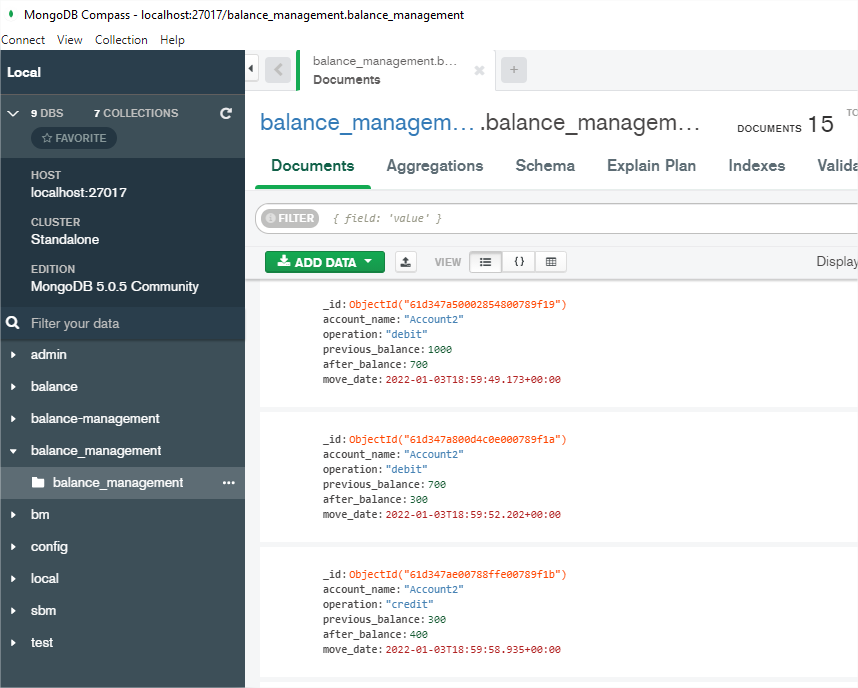 MongoDB Compass - localhost:27017/balance_management.balance_management
Connect View Collection Help
Local
9 DBS 7 COLLECTIONS
FAVORITE
HOST
localhost:27017
CLUSTER
Standalone
EDITION
MongoDB 5.0.5 Community
Filter your data
admin
balance
balance-management
balance_management
balance_management
bm
config
local
sbm
test
balance_management.b...
Documents
balance_managem... .balance_managem...
DOCUMENTS 15 TO
Documents Aggregations Schema Explain Plan Indexes Valida
FILTER { field: 'value' }
ADD DATA VIEW {} Display
_id: ObjectId("61d347a50002854800789f19")
account_name: "Account2"
operation: "debit"
previous_balance: 1000
after_balance: 700
move_date: 2022-01-03T18:59:49.173+00:00
_id: ObjectId("61d347a800d4c0e000789f1a")
account_name: "Account2"
operation: "debit"
previous_balance: 700
after_balance: 300
move_date: 2022-01-03T18:59:52.202+00:00
_id: ObjectId("61d347ae00788ffe00789f1b")
account_name: "Account2"
operation: "credit"
previous_balance: 300
after_balance: 400
move_date: 2022-01-03T18:59:58.935+00:00